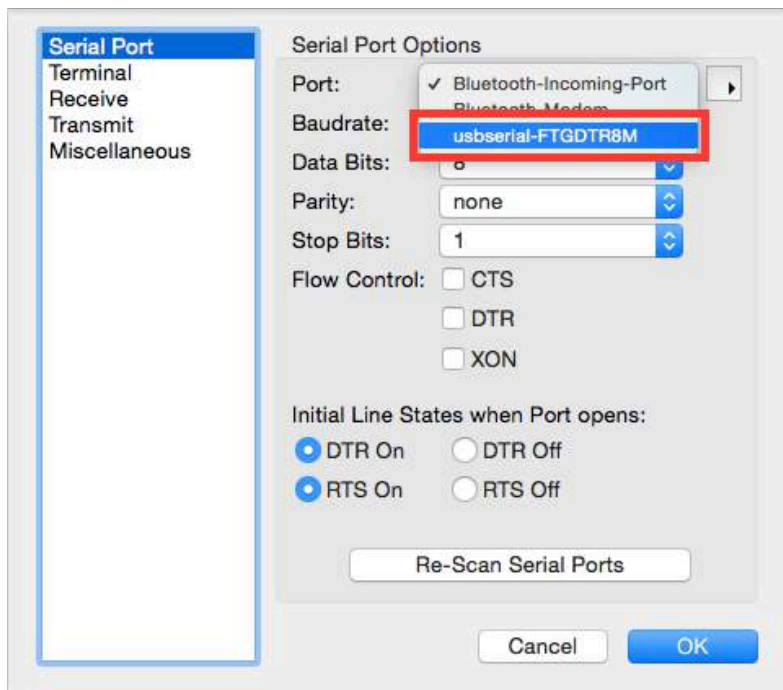 Serial Port
Terminal
Receive
Transmit
Miscellaneous
Serial Port Options
Port:
✓ Bluetooth-Incoming-Port
Bluetooth-Modem
usbserial-FTGDTR8M
Baudrate:
Data Bits: 8
Parity: none
Stop Bits: 1
Flow Control: CTS
DTR
XON
Initial Line States when Port opens:
DTR On DTR Off
RTS On RTS Off
Re-Scan Serial Ports
Cancel OK